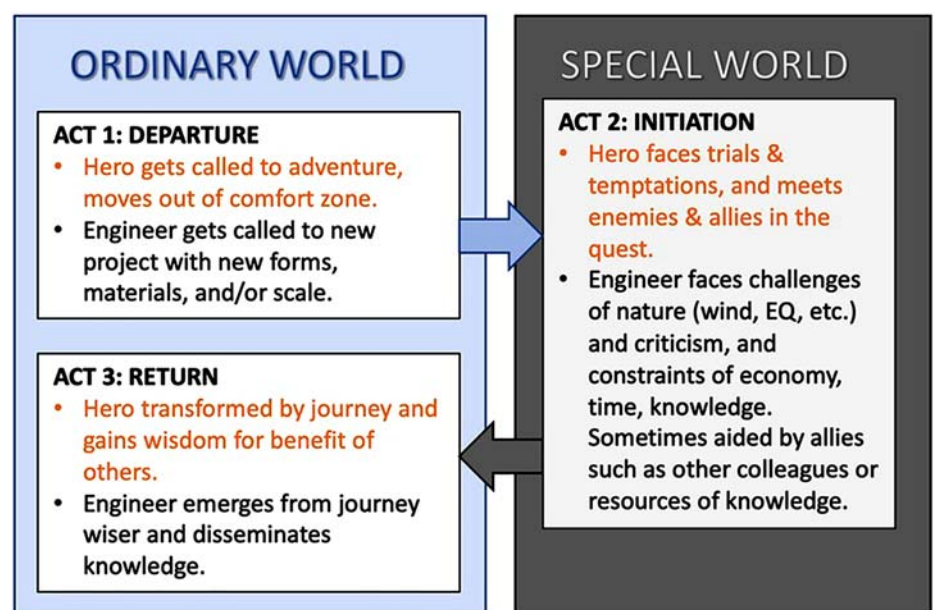 ORDINARY WORLD
ACT 1: DEPARTURE
• Hero gets called to adventure,
moves out of comfort zone.
• Engineer gets called to new
project with new forms,
materials, and/or scale.
ACT 3: RETURN
• Hero transformed by journey and
gains wisdom for benefit of
others.
• Engineer emerges from journey
wiser and disseminates
knowledge.
SPECIAL WORLD
ACT 2: INITIATION
• Hero faces trials &
temptations, and meets
enemies & allies in the
quest.
• Engineer faces challenges
of nature (wind, EQ, etc.)
and criticism, and
constraints of economy,
time, knowledge.
Sometimes aided by allies
such as other colleagues or
resources of knowledge.